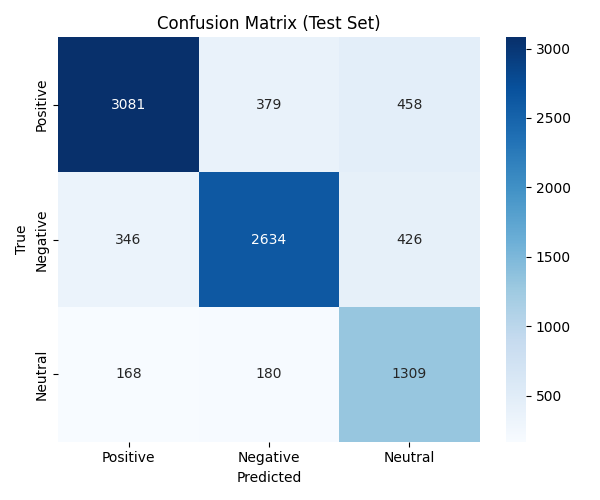 Confusion Matrix (Test Set)
Positive
3081
379
458
3000
2500
True
Negative
346
2634
426
2000
1500
Neutral
168
180
1309
1000
500
Positive
Negative
Neutral
Predicted